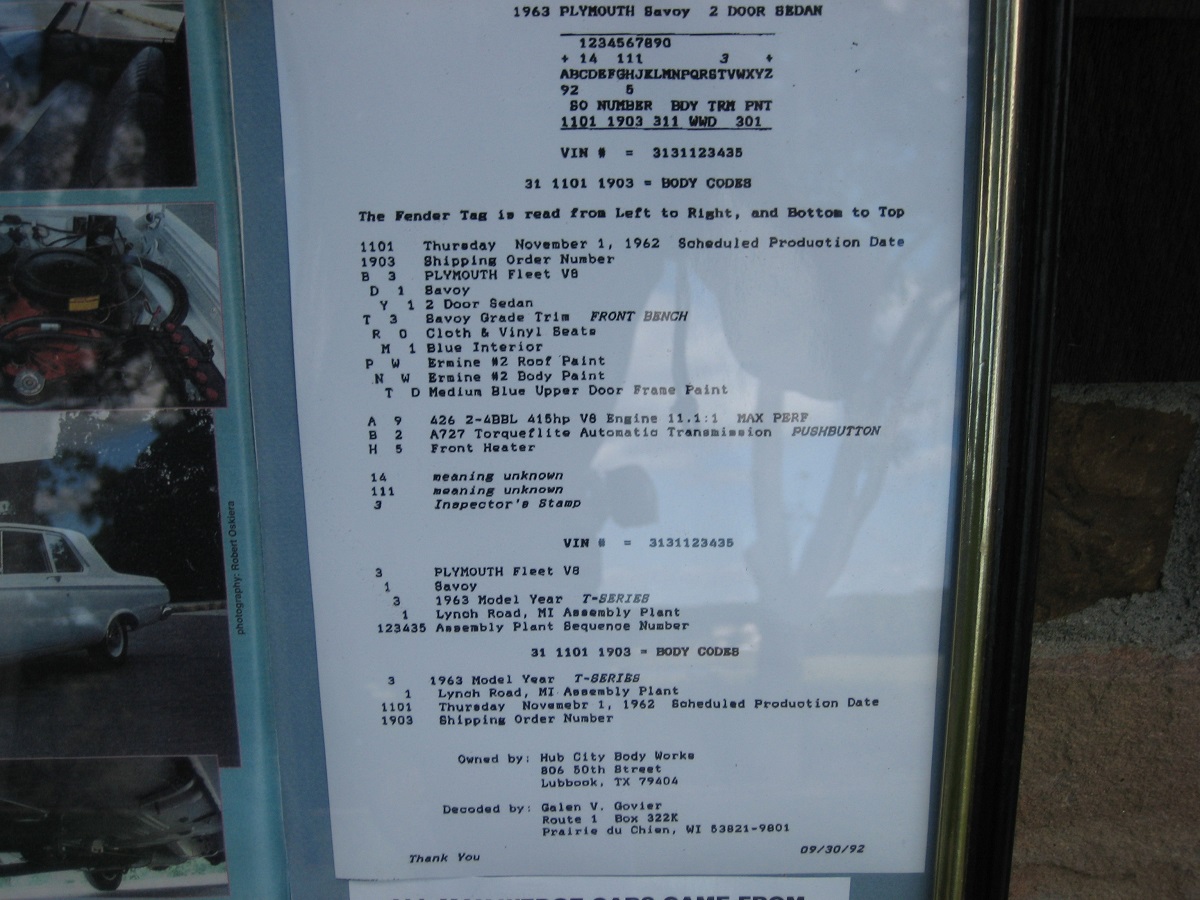 1963 PLYMOUTH Savoy 2 DOOR SEDAN
1234567890
+ 14 111 3 +
ABCDEFGHJKLMNPQRSTVWXYZ
92 5
SO NUMBER BDY TRM PNT
1101 1903 311 WWD 301
VIN # = 3131123435
31 1101 1903 = BODY CODES
The Fender Tag is read from Left to Right, and Bottom to Top
1101 Thursday November 1, 1962 Scheduled Production Date
1903 Shipping Order Number
B 3 PLYMOUTH Fleet V8
D 1 Savoy
Y 1 2 Door Sedan
T 3 Savoy Grade Trim FRONT BENCH
R 0 Cloth & Vinyl Seats
M 1 Blue Interior
P W Ermine #2 Roof Paint
N W Ermine #2 Body Paint
T D Medium Blue Upper Door Frame Paint
A 9 426 2-4BBL 415hp V8 Engine 11.1:1 MAX PERF
B 2 A727 Torqueflite Automatic Transmission PUSHBUTTON
H 5 Front Heater
14 meaning unknown
111 meaning unknown
3 Inspector's Stamp
VIN # = 3131123435
3 PLYMOUTH Fleet V8
1 Savoy
3 1963 Model Year T-SERIES
1 Lynch Road, MI Assembly Plant
123435 Assembly Plant Sequence Number
31 1101 1903 = BODY CODES
3 1963 Model Year T-SERIES
1 Lynch Road, MI Assembly Plant
1101 Thursday Novemebr 1, 1962 Scheduled Production Date
1903 Shipping Order Number
Owned by: Hub City Body Works
806 50th Street
Lubbock, TX 79404
Decoded by: Galen V. Govier
Route 1 Box 322K
Prairie du Chien, WI 53821-9801
Thank You 09/30/92
photography: Robert Oskiera
CARS CAME FROM